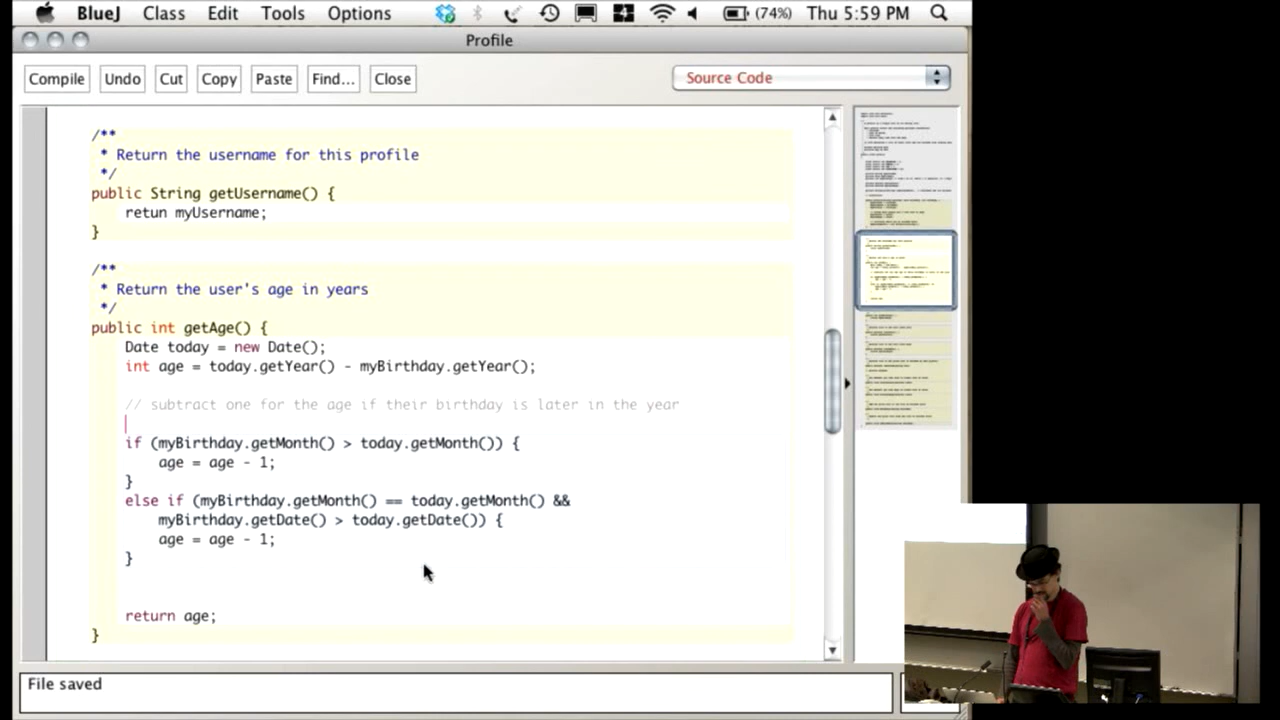 BlueJ Class Edit Tools Options (74%) Thu 5:59 PM
Profile
Compile Undo Cut Copy Paste Find... Close Source Code
/**
* Return the username for this profile
*/
public String getUsername() {
retun myUsername;
}
/**
* Return the user's age in years
*/
public int getAge() {
Date today = new Date();
int age = today.getYear() - myBirthday.getYear();
// subtract one for the age if their birthday is later in the year
if (myBirthday.getMonth() > today.getMonth()) {
age = age - 1;
}
else if (myBirthday.getMonth() == today.getMonth() &&
myBirthday.getDate() > today.getDate()) {
age = age - 1;
}
return age;
}
File saved